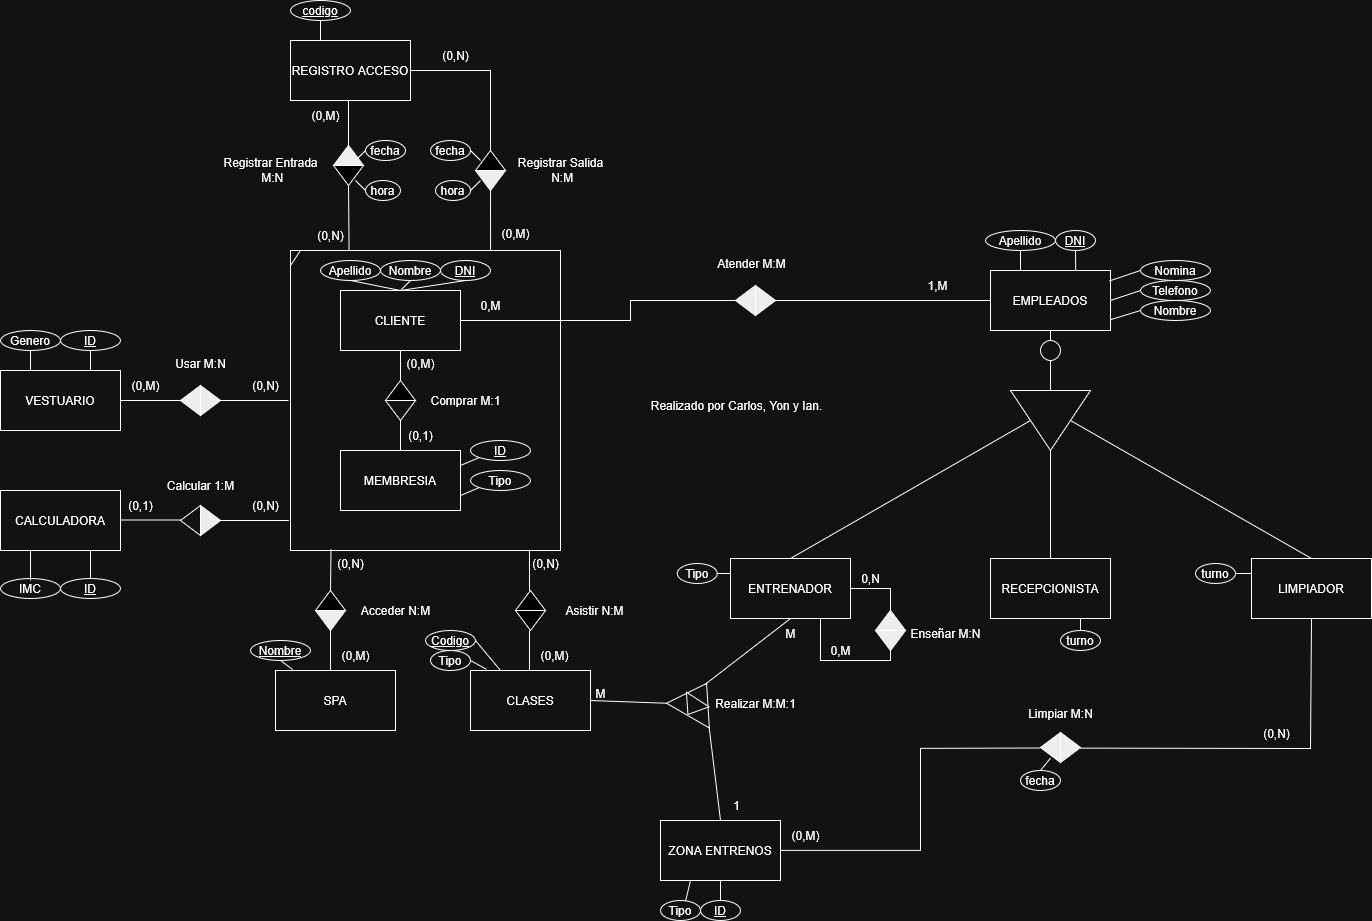 codigo
REGISTRO ACCESO
(0,N)
(0,M)
Registrar Entrada
M:N
fecha
hora
fecha
hora
Registrar Salida
N:M
(0,N)
(0,M)
Apellido
Nombre
DNI
CLIENTE
0,M
Atender M:M
1,M
Apellido
DNI
EMPLEADOS
Nomina
Telefono
Nombre
Genero
ID
VESTUARIO
(0,M)
Usar M:N
(0,N)
(0,M)
Comprar M:1
(0,1)
MEMBRESIA
ID
Tipo
Realizado por Carlos, Yon y Ian.
CALCULADORA
(0,1)
Calcular 1:M
(0,N)
IMC
ID
(0,N)
Acceder N:M
(0,M)
Nombre
SPA
(0,N)
Asistir N:M
(0,M)
Codigo
Tipo
CLASES
M
Realizar M:M:1
Tipo
ENTRENADOR
0,N
Enseñar M:N
0,M
M
RECEPCIONISTA
turno
turno
LIMPIADOR
Limpiar M:N
(0,N)
fecha
1
ZONA ENTRENOS
(0,M)
Tipo
ID